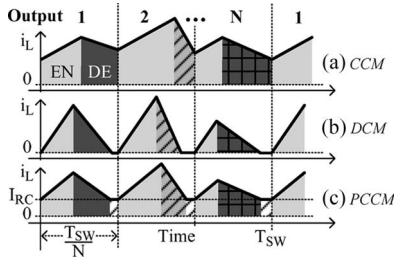 Output 1 2 ... N 1
i_L
EN DE
(a) CCM
0
i_L
(b) DCM
0
i_L
I_RC
(c) PCCM
0
T_SW
N
Time
T_SW